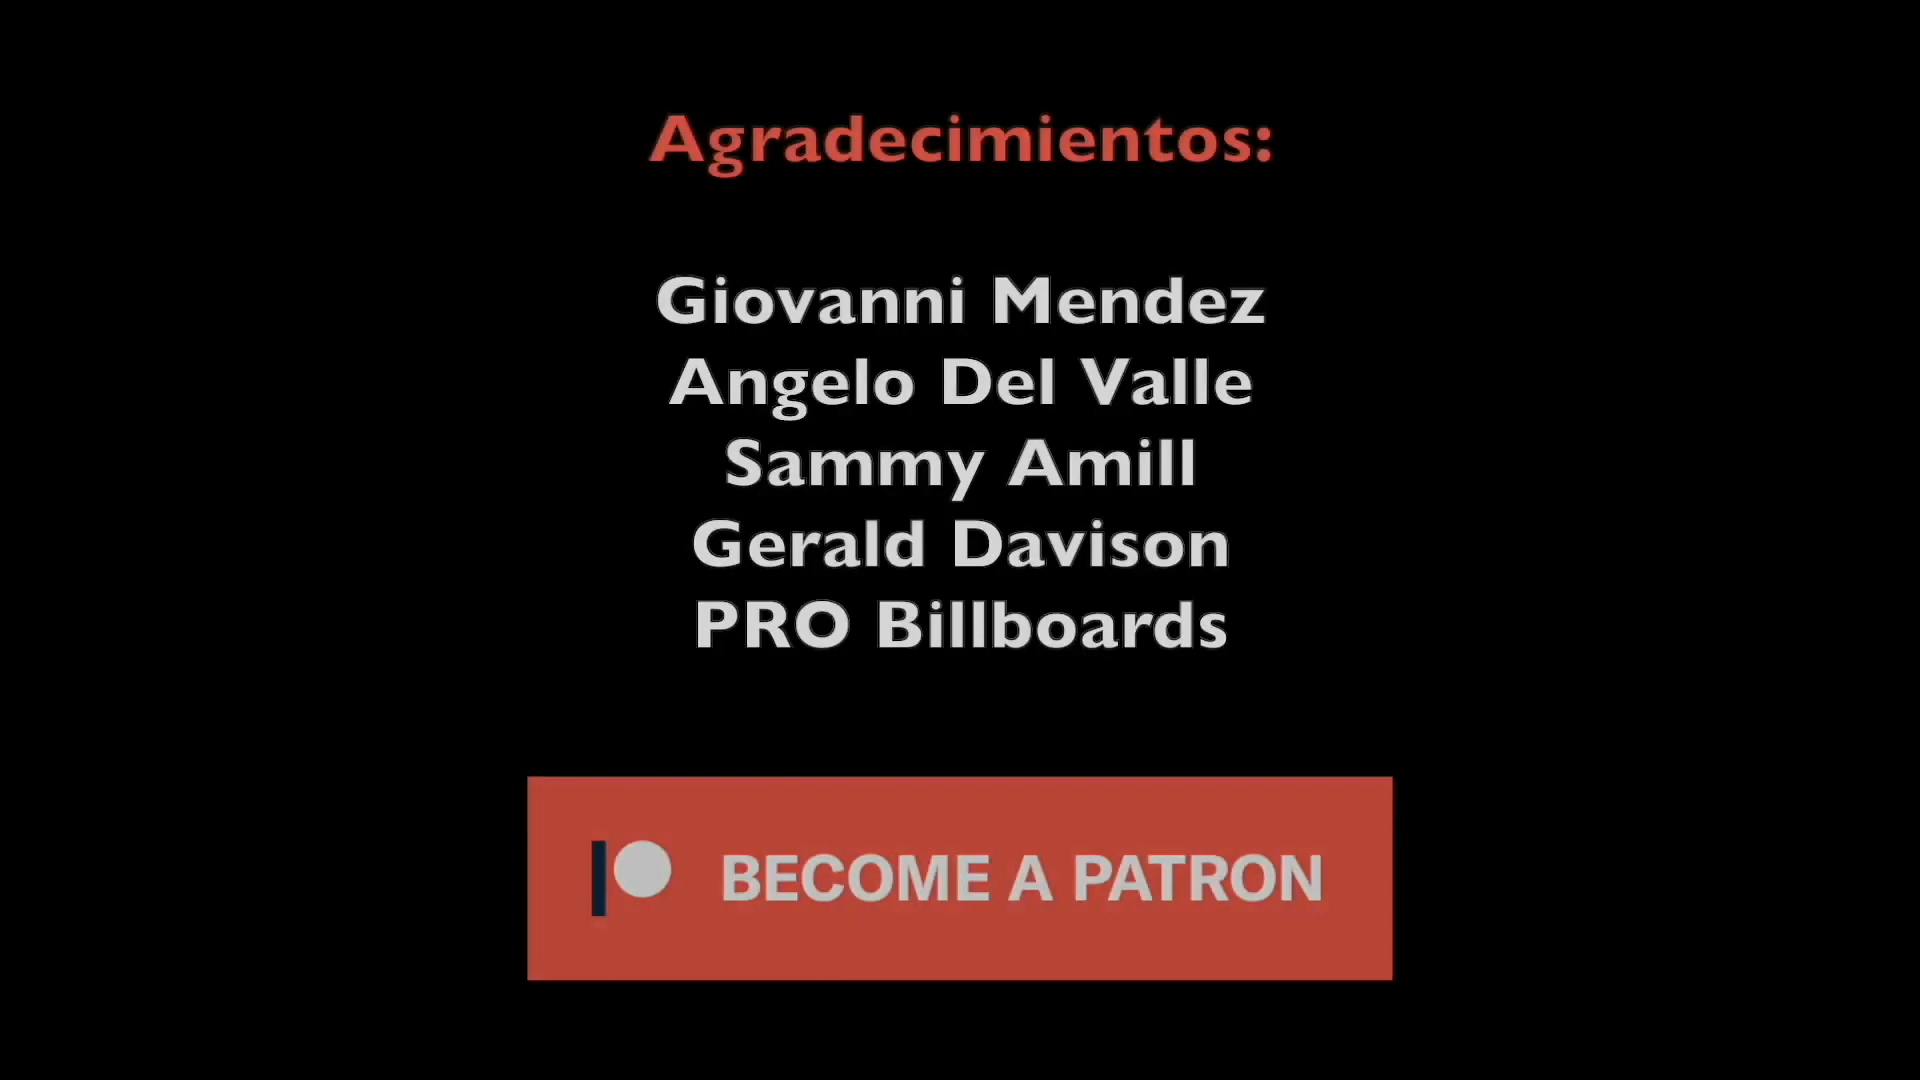 Agradecimientos:
Giovanni Mendez
Angelo Del Valle
Sammy Amill
Gerald Davison
PRO Billboards
BECOME A PATRON